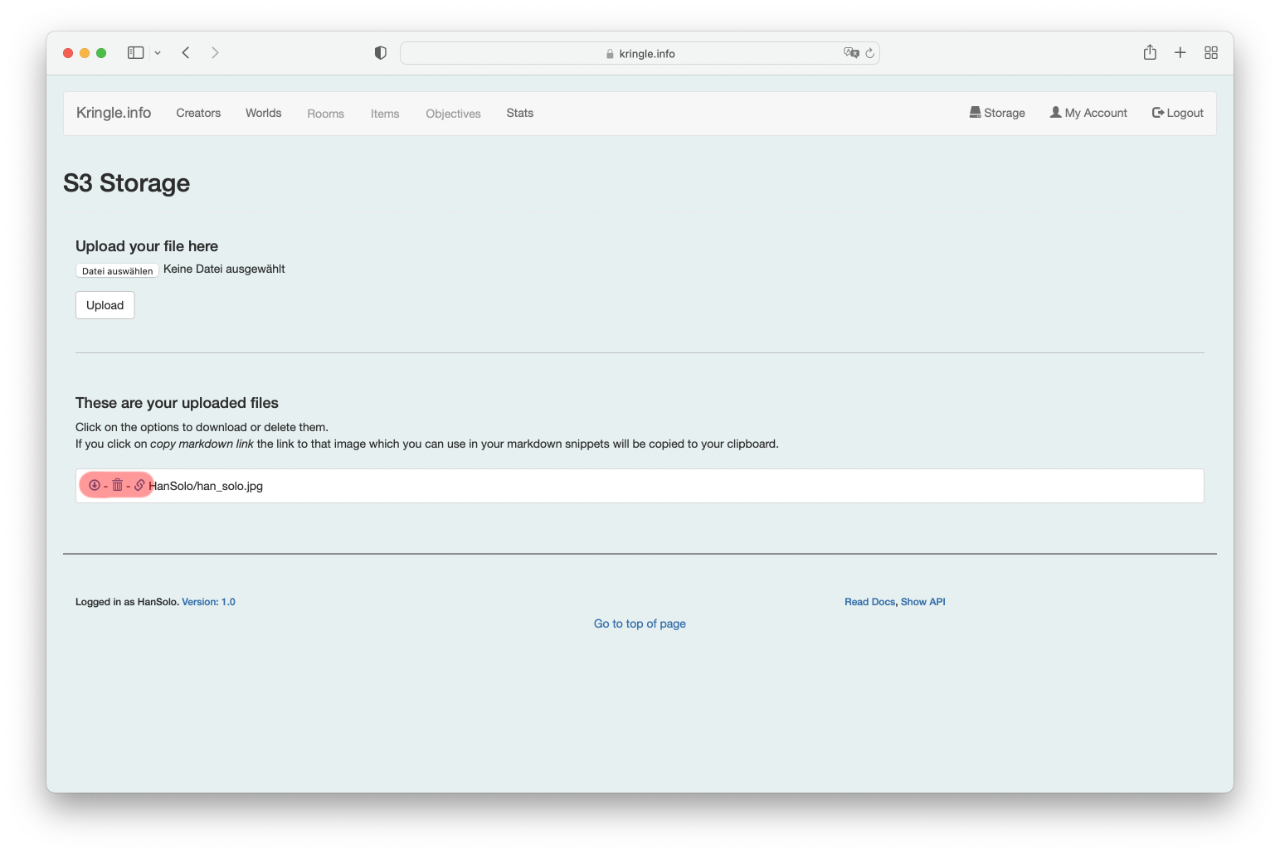 kringle.info
Kringle.info Creators Worlds Rooms Items Objectives Stats Storage My Account Logout
S3 Storage
Upload your file here
Datei auswählen Keine Datei ausgewählt
Upload
These are your uploaded files
Click on the options to download or delete them.
If you click on copy markdown link the link to that image which you can use in your markdown snippets will be copied to your clipboard.
- - HanSolo/han_solo.jpg
Logged in as HanSolo. Version: 1.0 Read Docs, Show API
Go to top of page